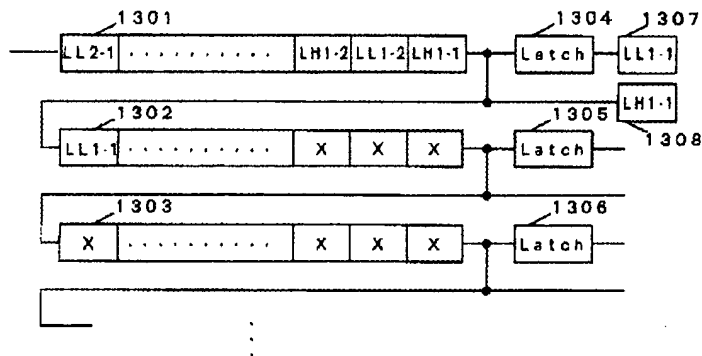 1301 1304 1307
LL2-1 .......... LH1-2 LL1-2 LH1-1 Latch LL1-1
LH1-1
1302 1305 1308
LL1-1 .......... X X X Latch
1303 1306
X .......... X X X Latch